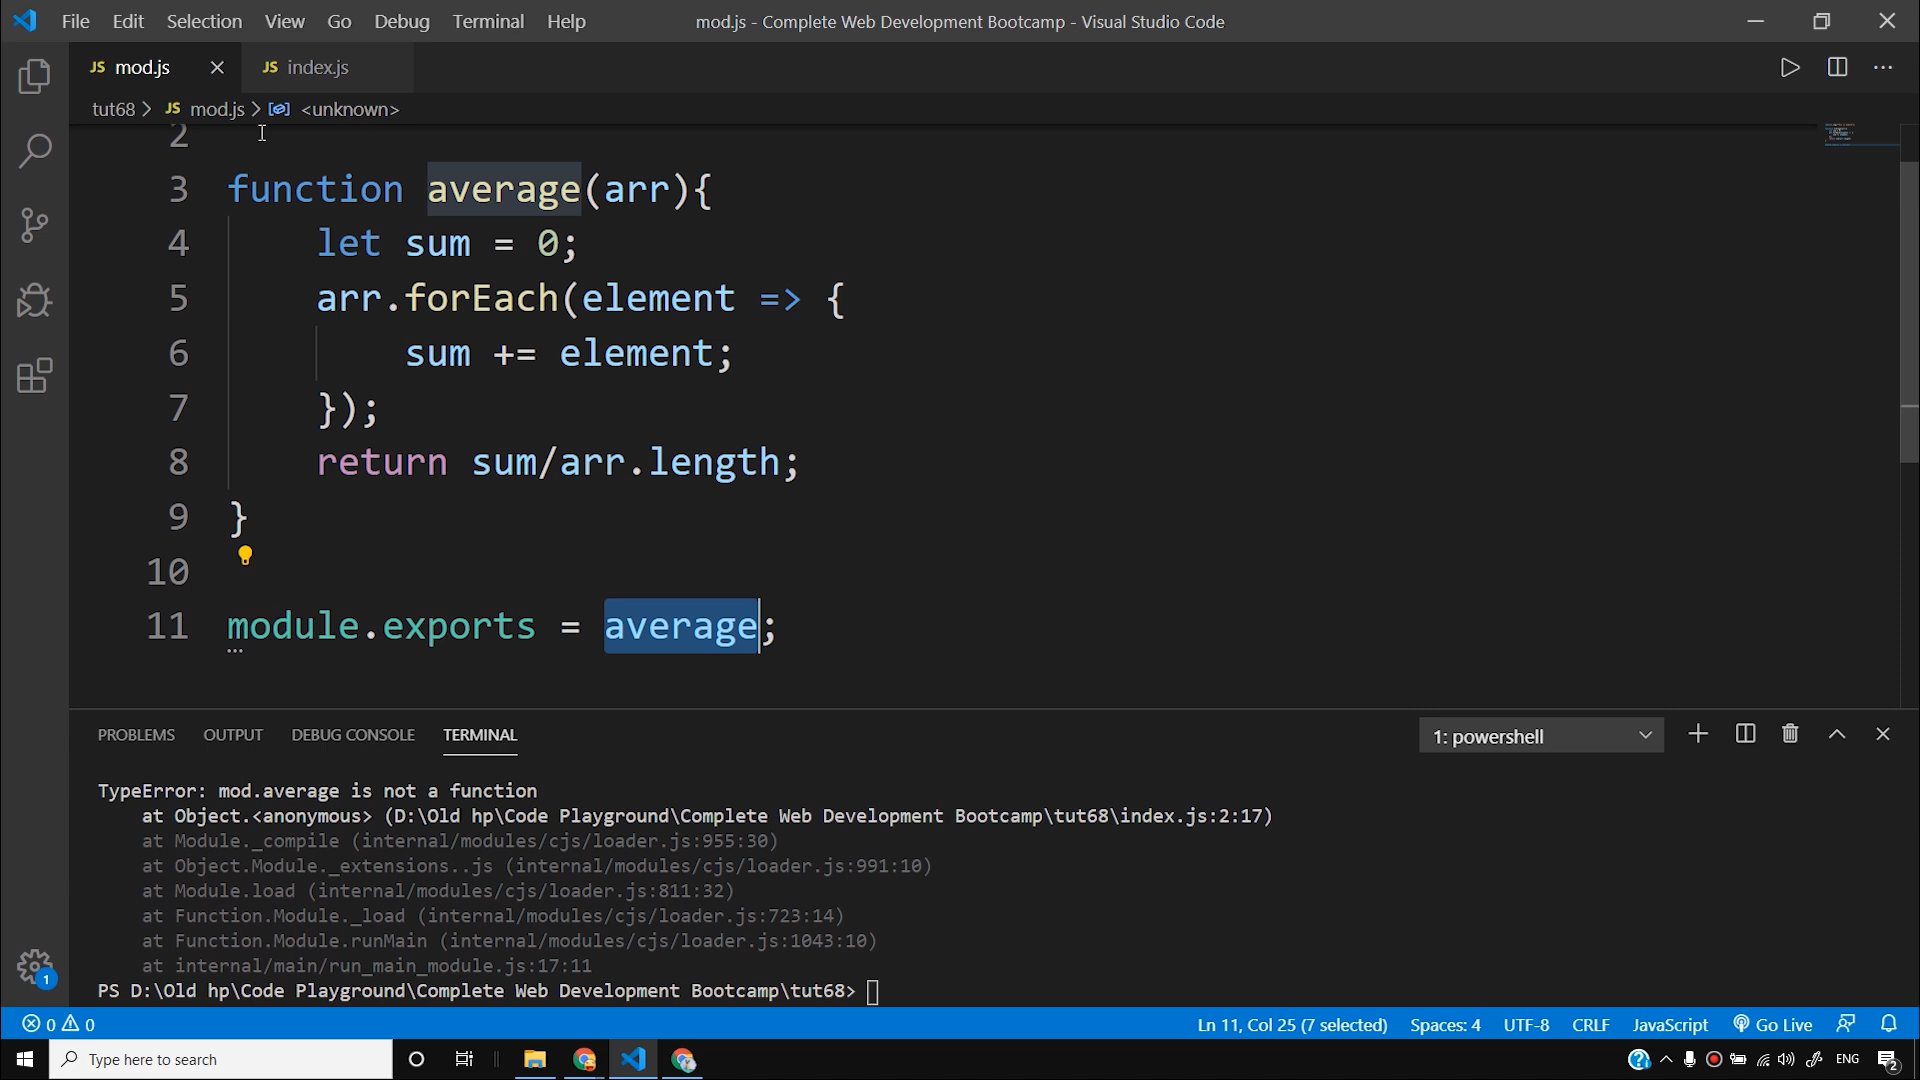 File Edit Selection View Go Debug Terminal Help mod.js - Complete Web Development Bootcamp - Visual Studio Code
JS mod.js JS index.js
tut68 > JS mod.js > <unknown>
2
3 function average(arr){
4 let sum = 0;
5 arr.forEach(element => {
6 sum += element;
7 });
8 return sum/arr.length;
9 }
10
11 module.exports = average;
PROBLEMS OUTPUT DEBUG CONSOLE TERMINAL 1: powershell
TypeError: mod.average is not a function
at Object.<anonymous> (D:\Old hp\Code Playground\Complete Web Development Bootcamp\tut68\index.js:2:17)
at Module._compile (internal/modules/cjs/loader.js:955:30)
at Object.Module._extensions..js (internal/modules/cjs/loader.js:991:10)
at Module.load (internal/modules/cjs/loader.js:811:32)
at Function.Module._load (internal/modules/cjs/loader.js:723:14)
at Function.Module.runMain (internal/modules/cjs/loader.js:1043:10)
at internal/main/run_main_module.js:17:11
PS D:\Old hp\Code Playground\Complete Web Development Bootcamp\tut68>
1
0 0 Ln 11, Col 25 (7 selected) Spaces: 4 UTF-8 CRLF JavaScript Go Live
Type here to search ENG 2